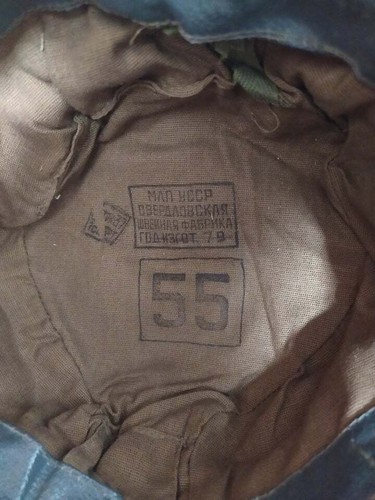 МЛП УССР
СВЕРДЛОВСКАЯ
ШВЕЙНАЯ ФАБРИКА
ГОД ИЗГОТ. 79
55